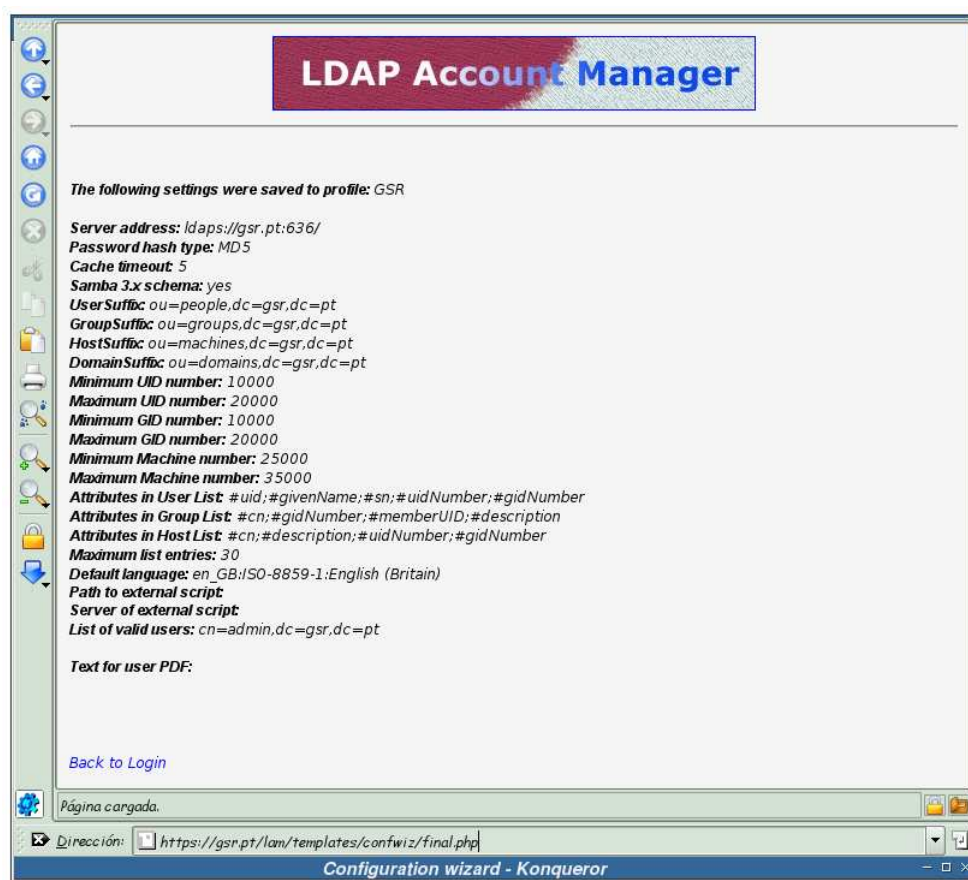 LDAP Account Manager
The following settings were saved to profile: GSR
Server address: ldaps://gsr.pt:636/
Password hash type: MD5
Cache timeout: 5
Samba 3.x schema: yes
UserSuffix: ou=people,dc=gsr,dc=pt
GroupSuffix: ou=groups,dc=gsr,dc=pt
HostSuffix: ou=machines,dc=gsr,dc=pt
DomainSuffix: ou=domains,dc=gsr,dc=pt
Minimum UID number: 10000
Maximum UID number: 20000
Minimum GID number: 10000
Maximum GID number: 20000
Minimum Machine number: 25000
Maximum Machine number: 35000
Attributes in User List: #uid;#givenName;#sn;#uidNumber;#gidNumber
Attributes in Group List: #cn;#gidNumber;#memberUID;#description
Attributes in Host List: #cn;#description;#uidNumber;#gidNumber
Maximum list entries: 30
Default language: en_GB:ISO-8859-1:English (Britain)
Path to external script:
Server of external script:
List of valid users: cn=admin,dc=gsr,dc=pt
Text for user PDF:
Back to Login
Página cargada.
Dirección: https://gsr.pt/lam/templates/confwiz/final.php
Configuration wizard - Konqueror